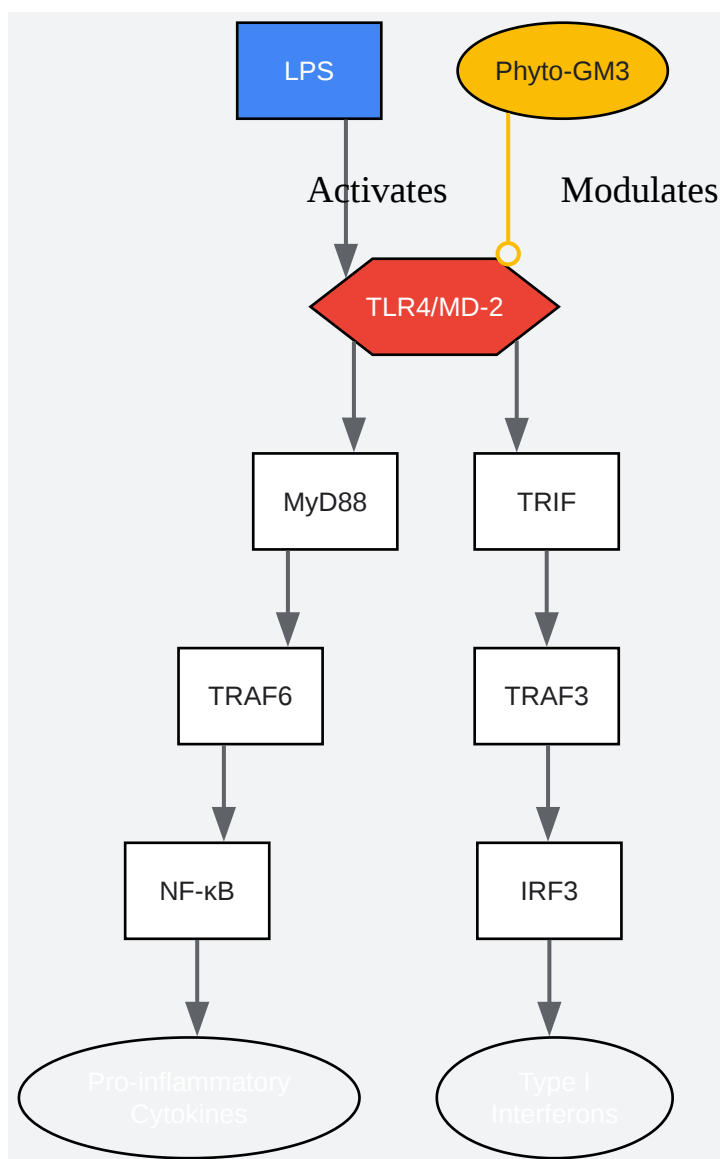 LPS
Phyto-GM3
Activates
Modulates
TLR4/MD-2
MyD88
TRIF
TRAF6
TRAF3
NF-κB
IRF3
Pro-inflammatory
Cytokines
Type I
Interferons